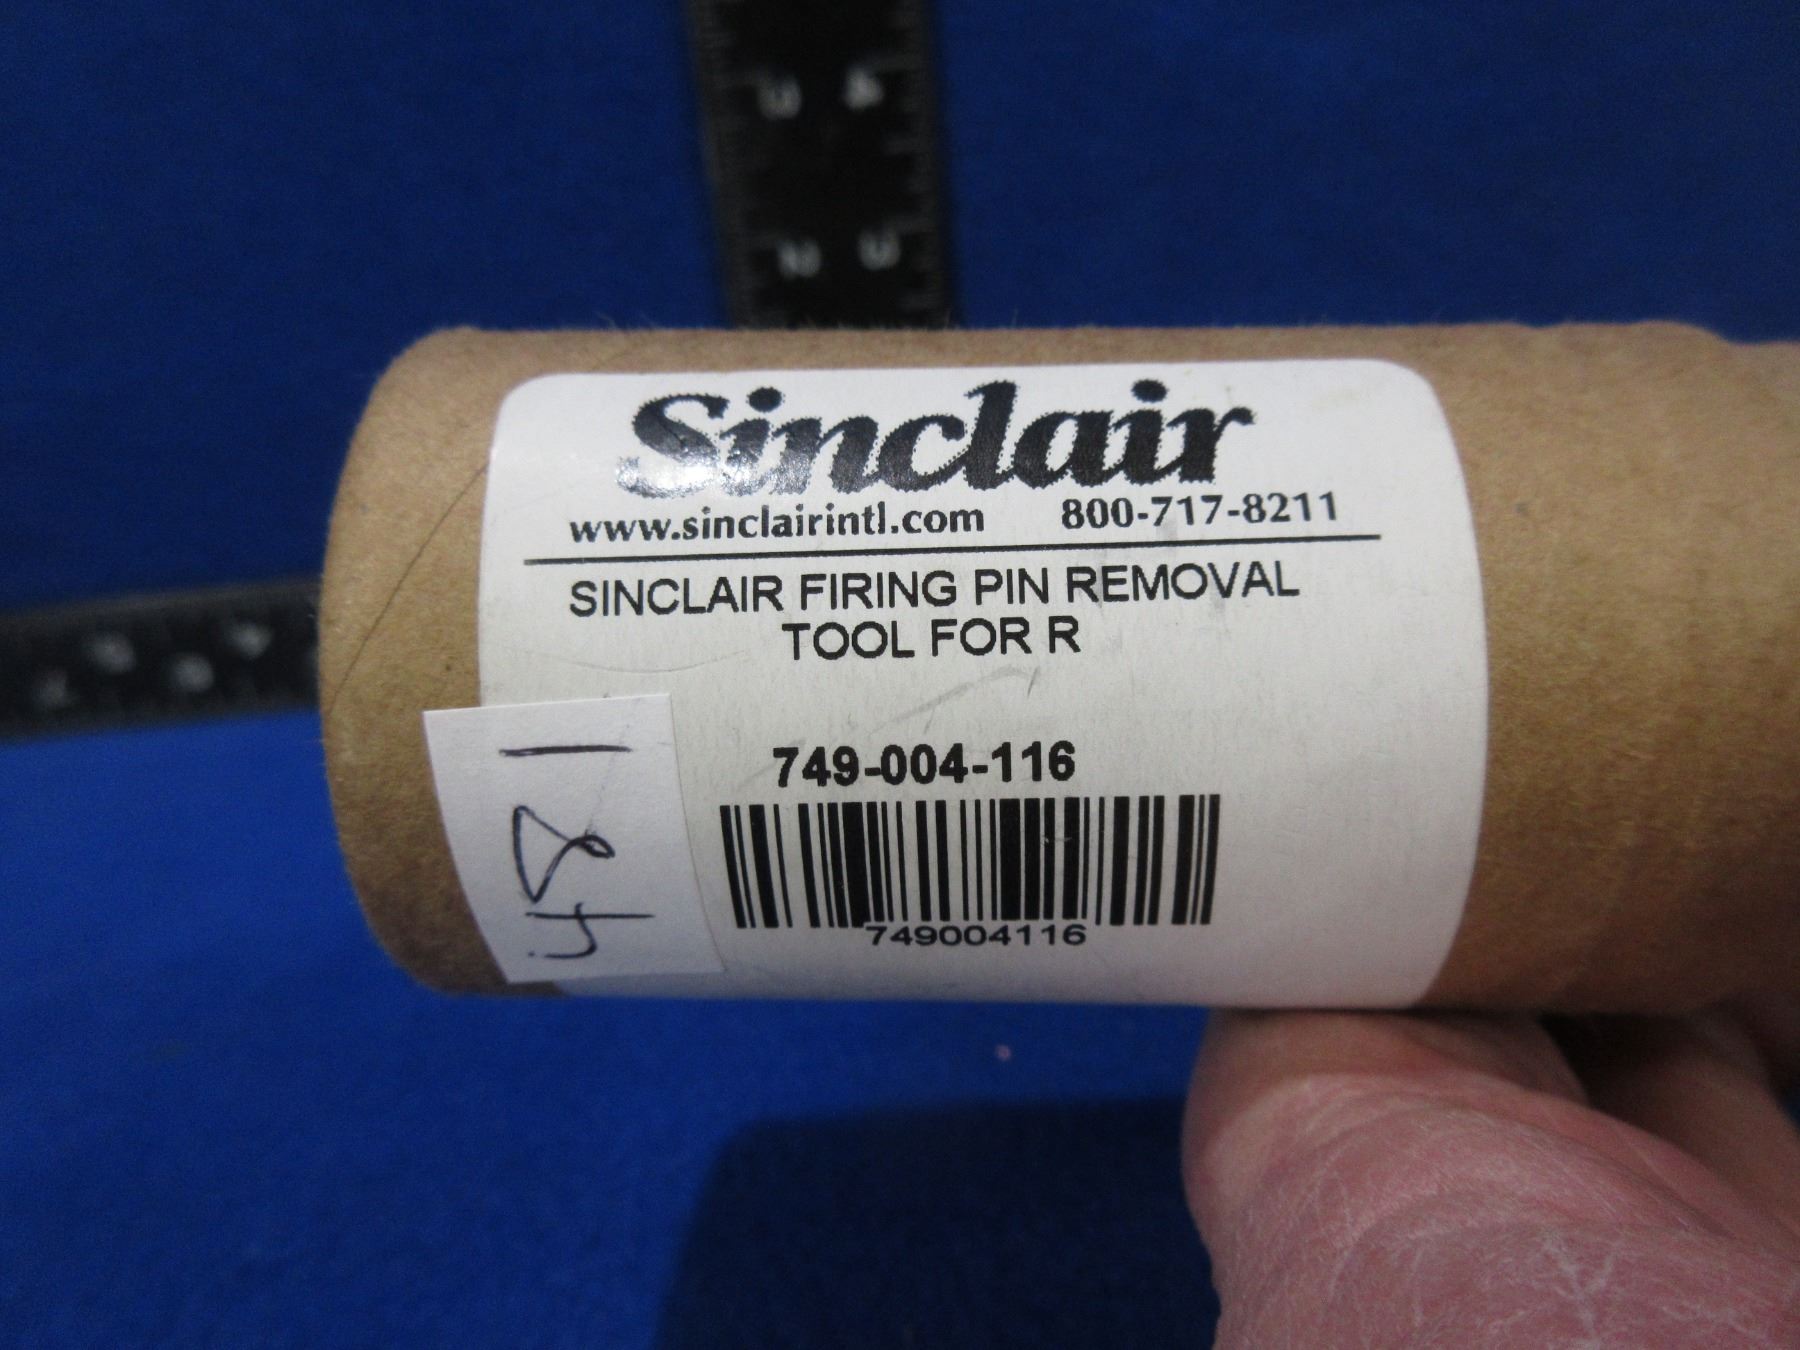 Sinclair
www.sinclairintl.com 800-717-8211
SINCLAIR FIRING PIN REMOVAL
TOOL FOR R
749-004-116
749004116